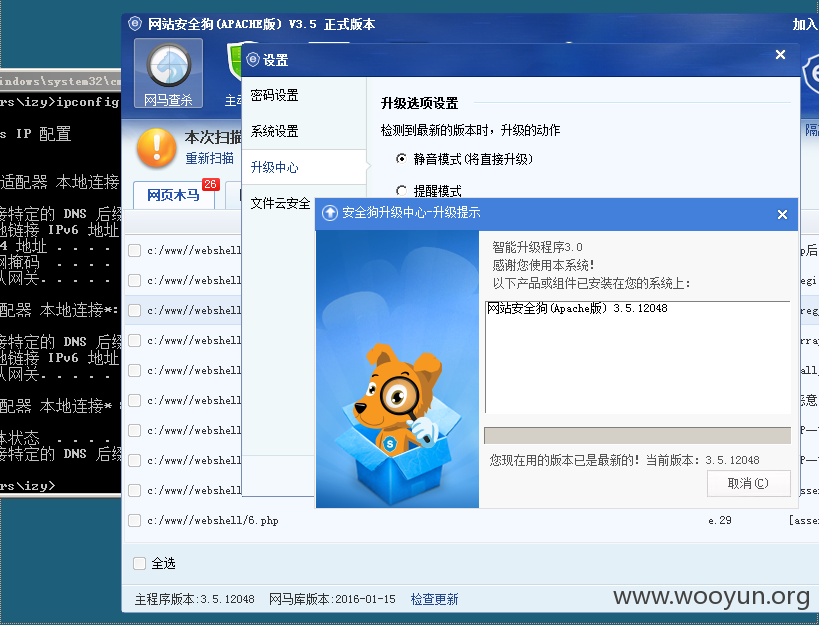 网站安全狗(APACHE版) V3.5 正式版本
加入
设置
indows\system32\cm
网马查杀
主动
rs\izy>ipconfig
s IP 配置
本次扫描
重新扫描
网页木马
26
适配器 本地连接
接特定的 DNS 后缀
地链接 IPv6 地址
4 地址 . . . .
网掩码 . . . .
认网关. . . . .
配器 本地连接*:
接特定的 DNS 后缀
地链接 IPv6 地址
认网关. . . . .
配器 本地连接*
体状态 . . . .
接特定的 DNS 后缀
rs\izy>
密码设置
系统设置
升级中心
文件云安全
升级选项设置
检测到最新的版本时，升级的动作
静音模式(将直接升级)
提醒模式
隔
安全狗升级中心-升级提示
智能升级程序3.0
感谢您使用本系统！
以下产品或组件已安装在您的系统上：
网站安全狗(Apache版) 3.5.12048
您现在用的版本已是最新的！当前版本：3.5.12048
取消(C)
c:/www//webshell
c:/www//webshell
c:/www//webshell
c:/www//webshell
c:/www//webshell
c:/www//webshell
c:/www//webshell
c:/www//webshell
c:/www//webshell
c:/www//webshell/6.php
e.29
[asse
全选
主程序版本:3.5.12048
网马库版本:2016-01-15
检查更新
www.wooyun.org